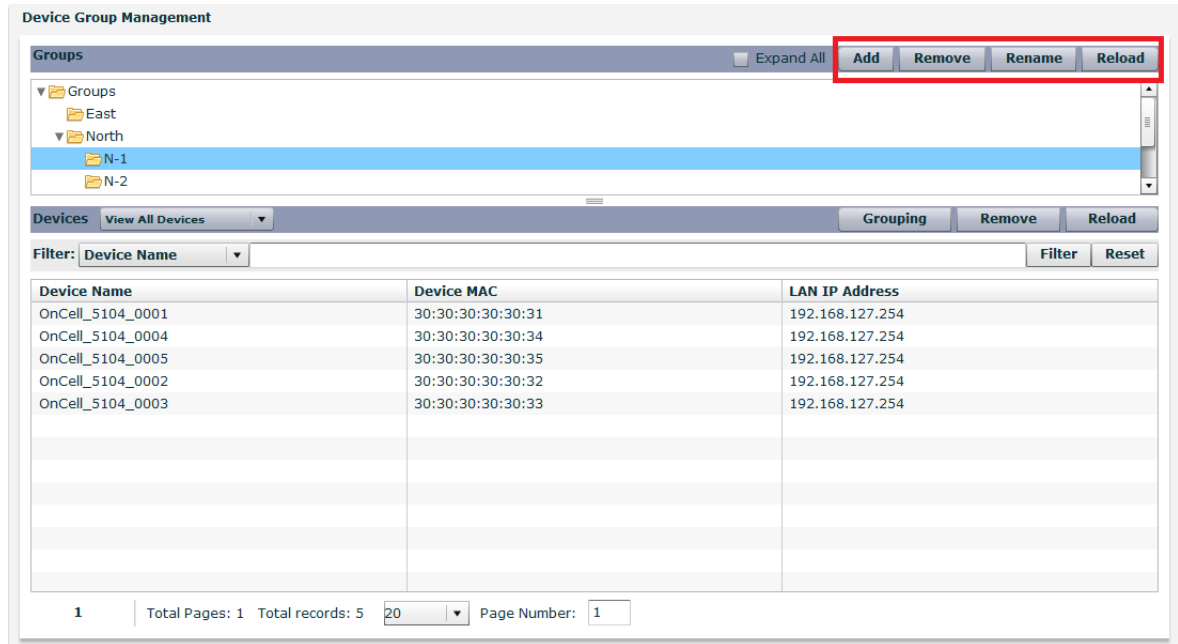 Device Group Management
Groups Expand All Add Remove Rename Reload
Groups
East
North
N-1
N-2
Devices View All Devices Grouping Remove Reload
Filter: Device Name Filter Reset
Device Name Device MAC LAN IP Address
OnCell_5104_0001 30:30:30:30:30:31 192.168.127.254
OnCell_5104_0004 30:30:30:30:30:34 192.168.127.254
OnCell_5104_0005 30:30:30:30:30:35 192.168.127.254
OnCell_5104_0002 30:30:30:30:30:32 192.168.127.254
OnCell_5104_0003 30:30:30:30:30:33 192.168.127.254
1 Total Pages: 1 Total records: 5 20 Page Number: 1